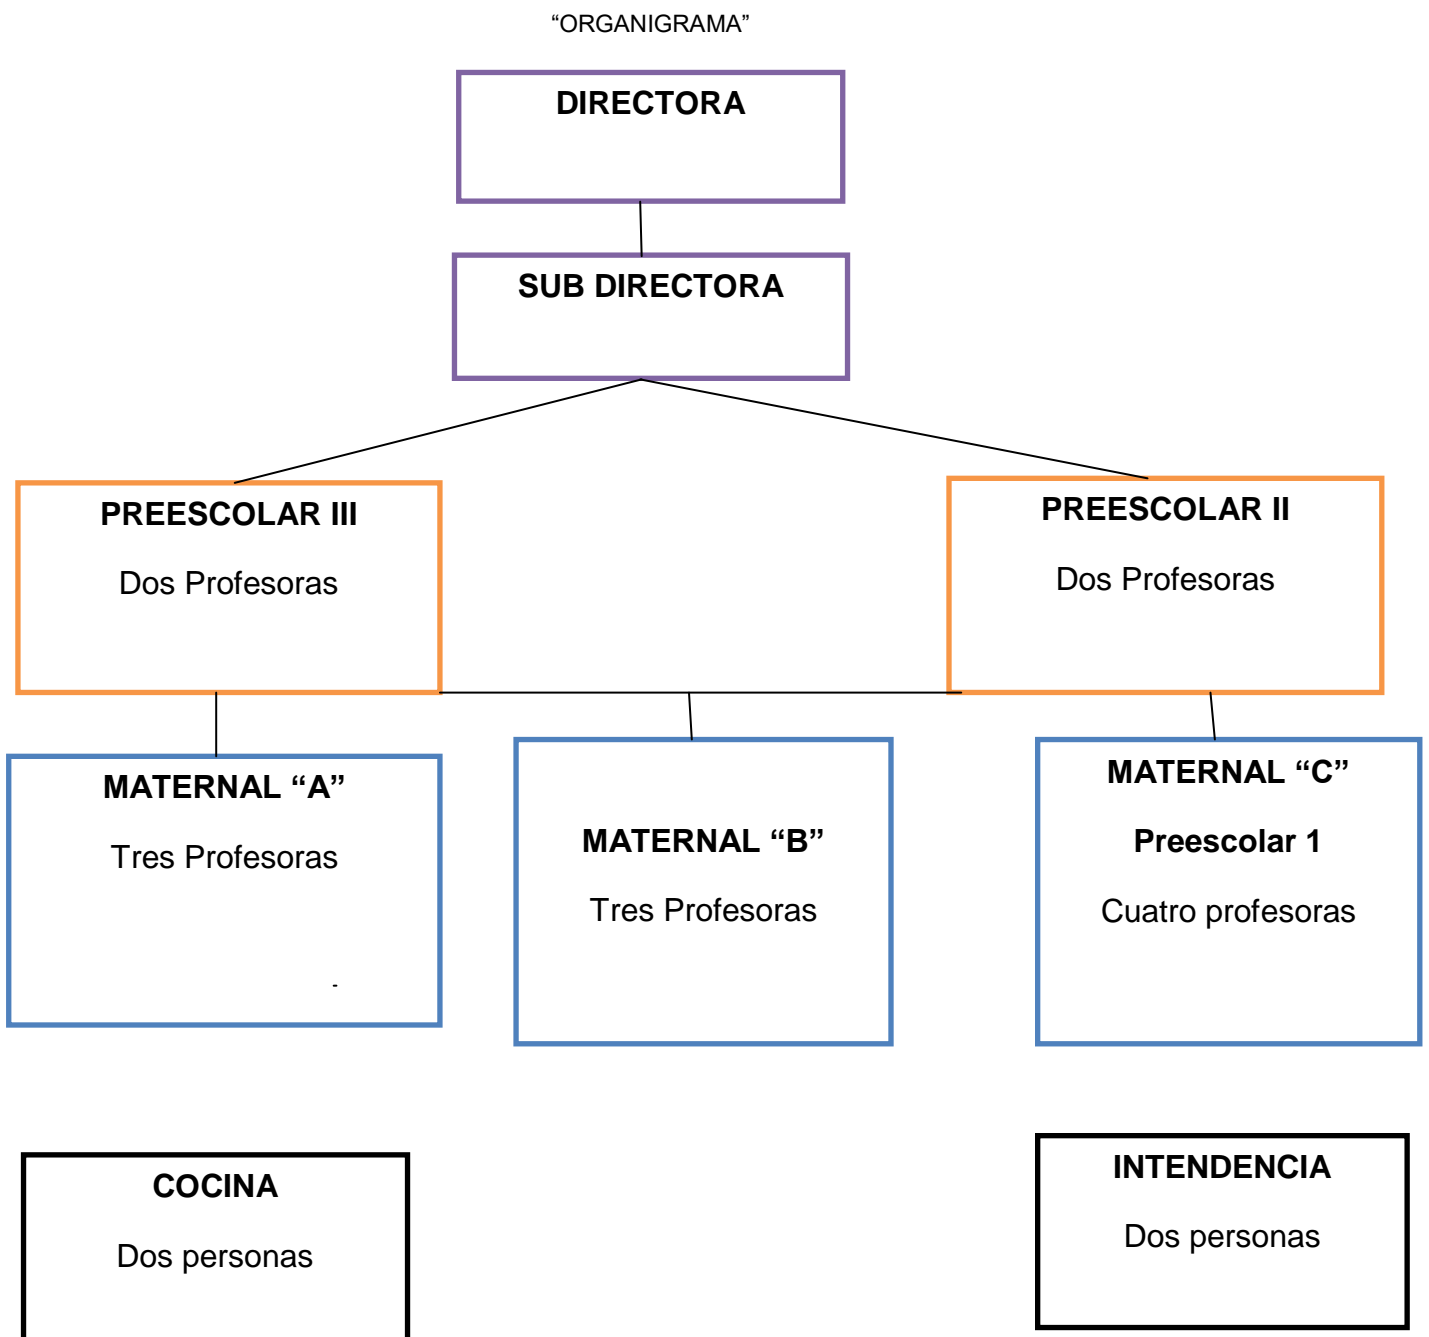 “ORGANIGRAMA”
DIRECTORA
SUB DIRECTORA
PREESCOLAR III
Dos Profesoras
PREESCOLAR II
Dos Profesoras
MATERNAL “A”
Tres Profesoras
-
MATERNAL “B”
Tres Profesoras
MATERNAL “C”
Preescolar 1
Cuatro profesoras
COCINA
Dos personas
INTENDENCIA
Dos personas